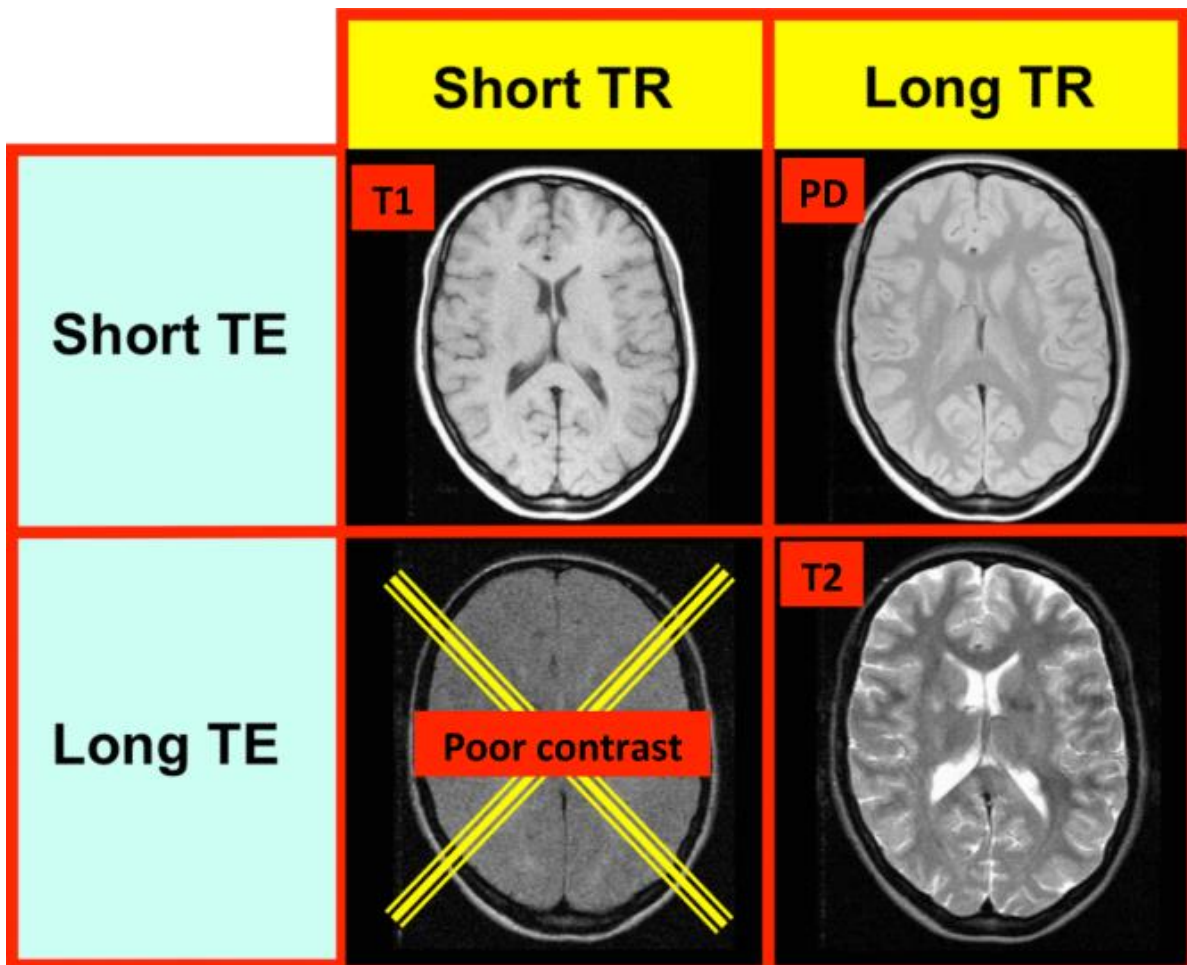 Short TR
Long TR
Short TE
T1
PD
Long TE
Poor contrast
T2